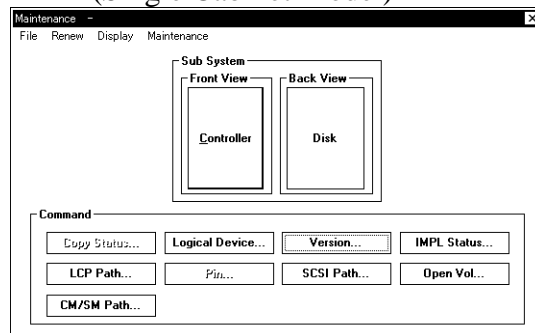 (Single Cabinet Model)
Maintenance -
File Renew Display Maintenance
Sub System
Front View Back View
Controller Disk
Command
Copy Status... Logical Device... Version... IMPL Status...
LCP Path... Pin... SCSI Path... Open Vol...
CM/SM Path...